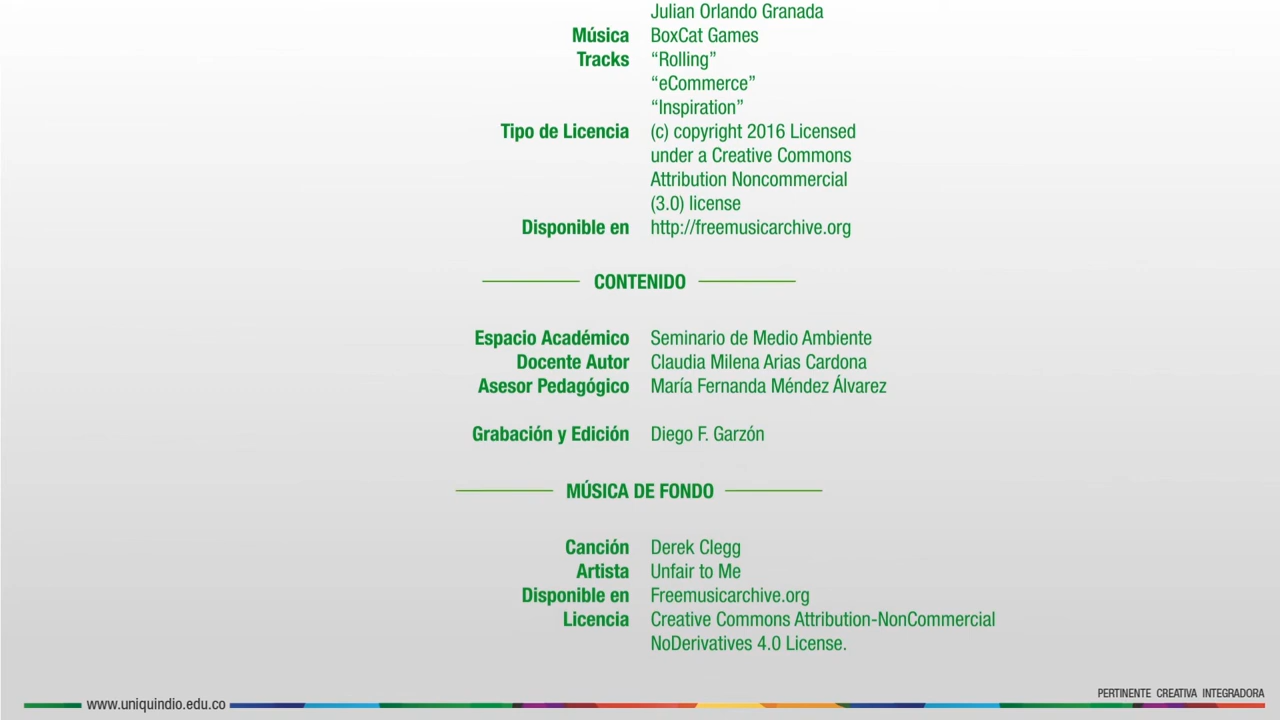 Julian Orlando Granada
Música BoxCat Games
Tracks “Rolling”
“eCommerce”
“Inspiration”
Tipo de Licencia (c) copyright 2016 Licensed
under a Creative Commons
Attribution Noncommercial
(3.0) license
Disponible en http://freemusicarchive.org
CONTENIDO
Espacio Académico Seminario de Medio Ambiente
Docente Autor Claudia Milena Arias Cardona
Asesor Pedagógico María Fernanda Méndez Álvarez
Grabación y Edición Diego F. Garzón
MÚSICA DE FONDO
Canción Derek Clegg
Artista Unfair to Me
Disponible en Freemusicarchive.org
Licencia Creative Commons Attribution-NonCommercial
NoDerivatives 4.0 License.
PERTINENTE CREATIVA INTEGRADORA
www.uniquindio.edu.co